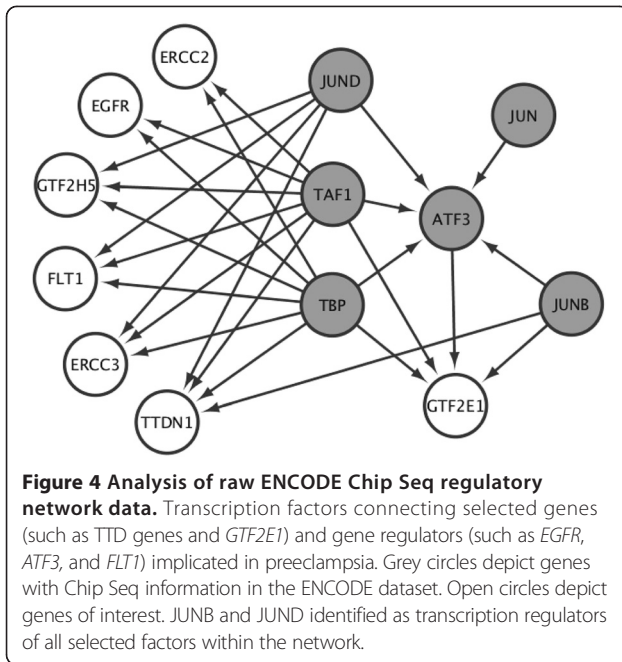 ERCC2
JUND
EGFR
JUN
GTF2H5
TAF1
ATF3
FLT1
TBP
JUNB
ERCC3
TTDN1
GTF2E1
Figure 4 Analysis of raw ENCODE Chip Seq regulatory
network data. Transcription factors connecting selected genes
(such as TTD genes and GTF2E1) and gene regulators (such as EGFR,
ATF3, and FLT1) implicated in preeclampsia. Grey circles depict genes
with Chip Seq information in the ENCODE dataset. Open circles depict
genes of interest. JUNB and JUND identified as transcription regulators
of all selected factors within the network.